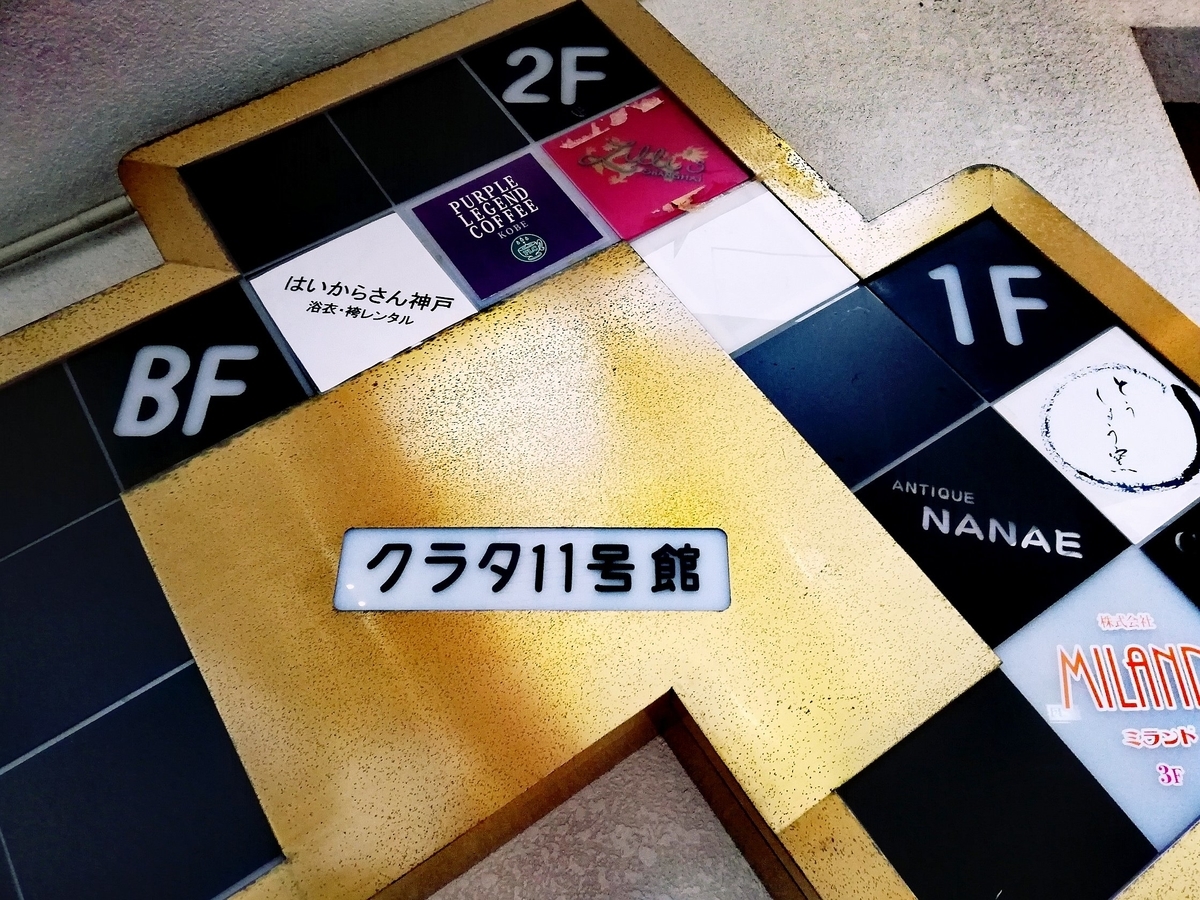 2F
PURPLE
LEGEND
COFFEE
KOBE
はいからさん神戸
浴衣・袴レンタル
BF
1F
ANTIQUE
NANAE
クラタ11号館
株式会社
MILAND
ミランド
3F